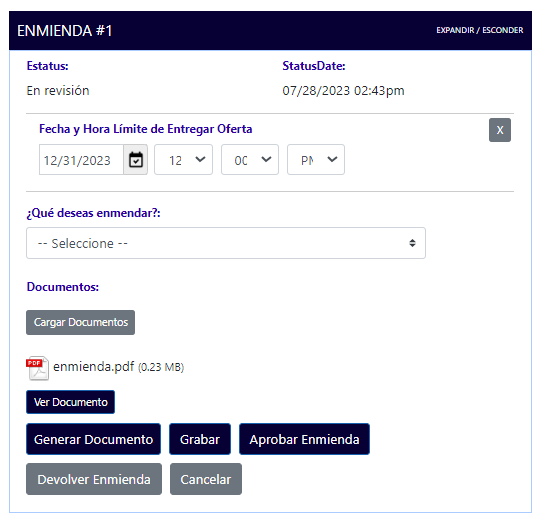 ENMIENDA #1
EXPANDIR / ESCONDER
Estatus:
StatusDate:
En revisión
07/28/2023 02:43pm
Fecha y Hora Límite de Entregar Oferta
X
12/31/2023
12
00
PM
¿Qué deseas enmendar?:
-- Seleccione --
Documentos:
Cargar Documentos
PDF
enmienda.pdf (0.23 MB)
Ver Documento
Generar Documento
Grabar
Aprobar Enmienda
Devolver Enmienda
Cancelar